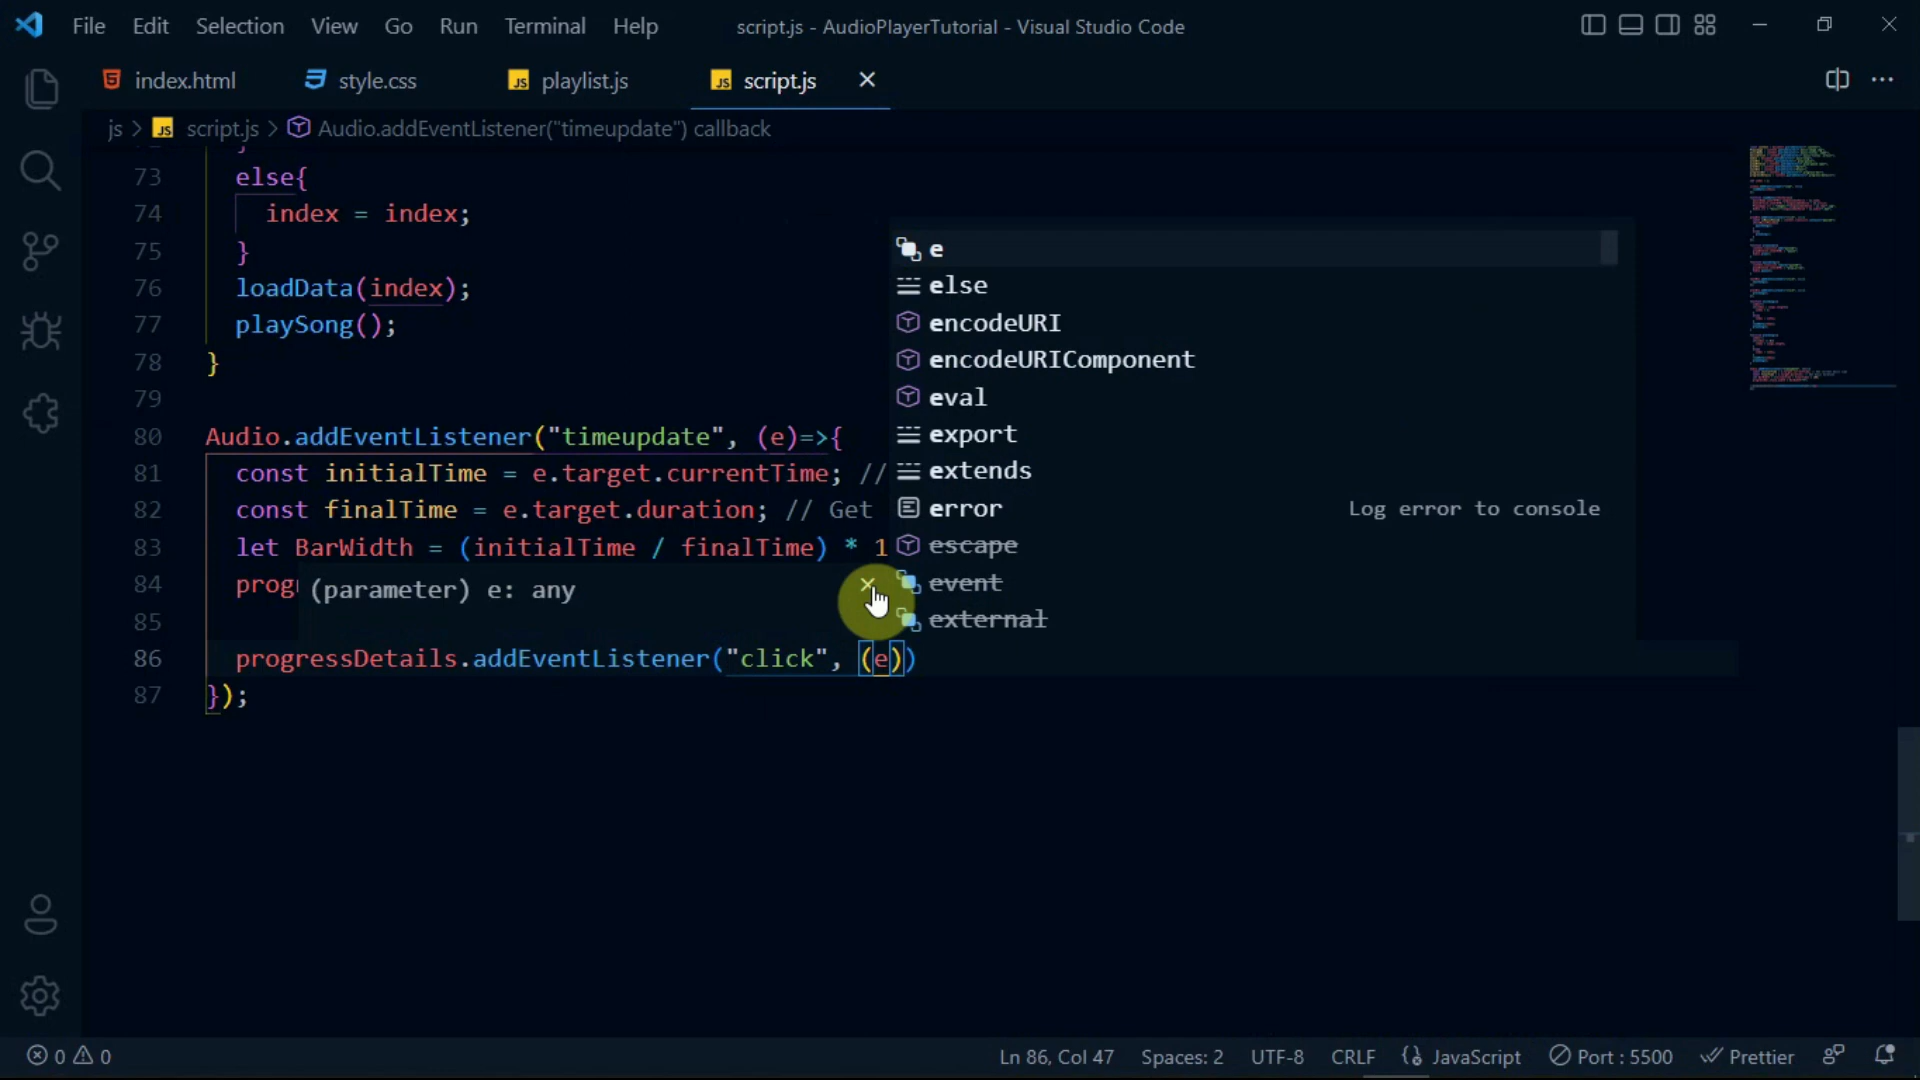 File Edit Selection View Go Run Terminal Help script.js - AudioPlayerTutorial - Visual Studio Code
index.html style.css JS playlist.js JS script.js
js > JS script.js > Audio.addEventListener("timeupdate") callback
73 else{
74 index = index;
75 }
76 loadData(index);
77 playSong();
78 }
79
80 Audio.addEventListener("timeupdate", (e)=>{
81 const initialTime = e.target.currentTime; //
82 const finalTime = e.target.duration; // Get
83 let BarWidth = (initialTime / finalTime) * 1
84 prog
85
86 progressDetails.addEventListener("click", (e))
87 });
(parameter) e: any
e
else
encodeURI
encodeURIComponent
eval
export
extends
error Log error to console
escape
event
external
0 0 Ln 86, Col 47 Spaces: 2 UTF-8 CRLF JavaScript Port : 5500 Prettier